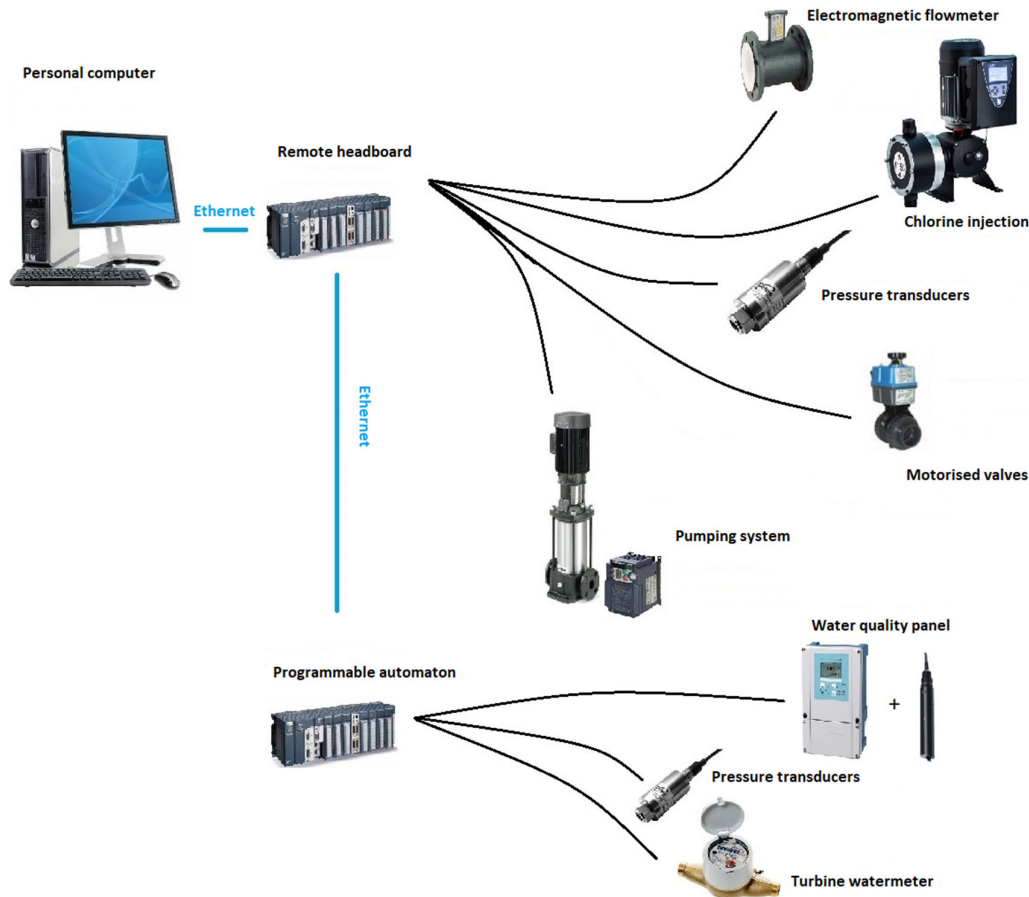 Electromagnetic flowmeter
Personal computer
Remote headboard
Ethernet
Chlorine injection
Pressure transducers
Ethernet
Motorised valves
Pumping system
Water quality panel
Programmable automaton
+
Pressure transducers
Turbine watermeter